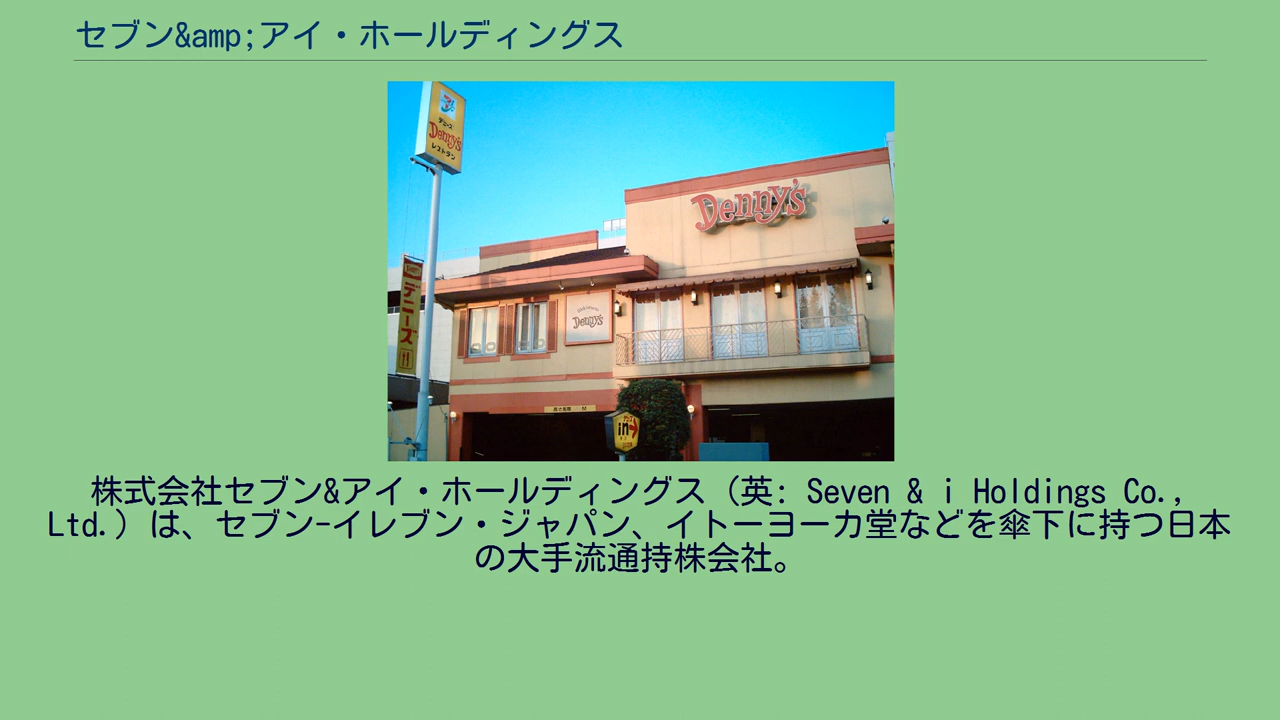 セブン&amp;アイ・ホールディングス
デニーズ
Denny's
レストラン
Denny's
デニーズ
Denny's
in
株式会社セブン&アイ・ホールディングス（英: Seven & i Holdings Co.,
Ltd.）は、セブン-イレブン・ジャパン、イトーヨーカ堂などを傘下に持つ日本
の大手流通持株会社。